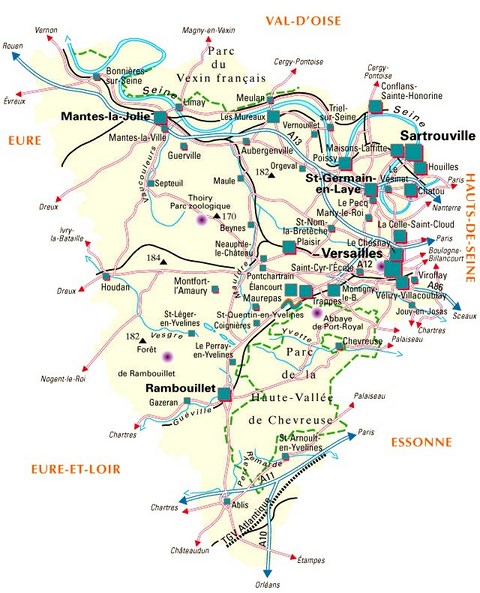 VAL-D'OISE
Vernon
Magny-en-Vexin
Rouen
Parc
du
Vexin français
Bonnières-
sur-Seine
Cergy-Pontoise
Cergy-
Pontoise
Évreux
Seine
Limay
Meulan
Conflans-
Sainte-Honorine
Mantes-la-Jolie
Les Mureaux
Triel-
sur-Seine
Seine
Vernouillet
Sartrouville
EURE
Mantes-la-Ville
A13
Maisons-Laffitte
Aubergenville
Poissy
Houilles
Guerville
Orgeval
182
Le
Vésinet
Vaucouleurs
Septeuil
Maule
St-Germain-
en-Laye
Chatou
Paris
HAUTS-DE-SEINE
Dreux
Thoiry
Parc zoologique
170
Le Pecq
Nanterre
Marly-le-Roi
Beynes
St-Nom-
la-Bretèche
La Celle-Saint-Cloud
Ivry-
la-Bataille
Plaisir
Le Chesnay
Paris
Neauphle-
le-Château
Versailles
Boulogne-
Billancourt
184
Mauldre
Saint-Cyr-l'École
A12
Pontchartrain
Viroflay
Dreux
Houdan
Montfort-
l'Amaury
Élancourt
Montigny-
le-B.
A86
Maurepas
Trappes
Vélizy-Villacoublay
Sceaux
St-Léger-
en-Yvelines
St-Quentin-en-Yvelines
Abbaye
de Port-Royal
Jouy-en-Josas
Coignières
Chartres
Vesgre
Yvette
Palaiseau
182
Forêt
de Rambouillet
Le Perray-
en-Yvelines
Chevreuse
Parc
de la
Haute-Vallée
de Chevreuse
Nogent-le-Roi
Rambouillet
Gazeran
Guéville
Palaiseau
Chartres
St-Arnoult-
en-Yvelines
Paris
ESSONNE
EURE-ET-LOIR
Rémarde
A11
Chartres
Ablis
TGV Atlantique
A10
Châteaudun
Étampes
Orléans